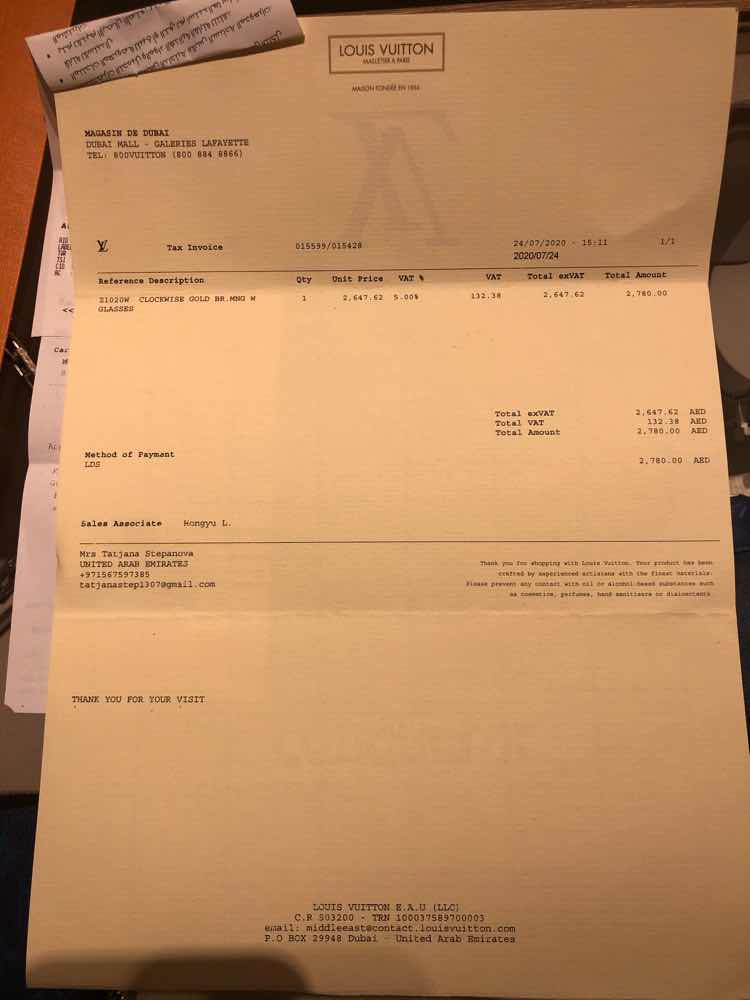 LOUIS VUITTON
MALLETIER A PARIS
MAISON FONDÉE EN 1854
MAGASIN DE DUBAI
DUBAI MALL - GALERIES LAFAYETTE
TEL: 800VUITTON (800 884 8866)
Tax Invoice 015599/015428 24/07/2020 - 15:11 1/1
2020/07/24
Reference Description Qty Unit Price VAT % VAT Total exVAT Total Amount
Z1020W CLOCKWISE GOLD BR.MNG W 1 2,647.62 5.00% 132.38 2,647.62 2,780.00
GLASSES
Total exVAT 2,647.62 AED
Total VAT 132.38 AED
Total Amount 2,780.00 AED
Method of Payment
LDS 2,780.00 AED
Sales Associate Hongyu L.
Mrs Tatjana Stepanova
UNITED ARAB EMIRATES
+971567597385
tatjanastep1307@gmail.com
Thank you for shopping with Louis Vuitton. Your product has been
crafted by experienced artisians with the finest materials.
Please prevent any contact with oil or alcohol-based substances such
as cosmetics, perfumes, hand sanitisers or disinfectants
THANK YOU FOR YOUR VISIT
LOUIS VUITTON E.A.U (LLC)
C.R 503200 - TRN 100037589700003
email: middleeast@contact.louisvuitton.com
P.O BOX 29948 Dubai - United Arab Emirates